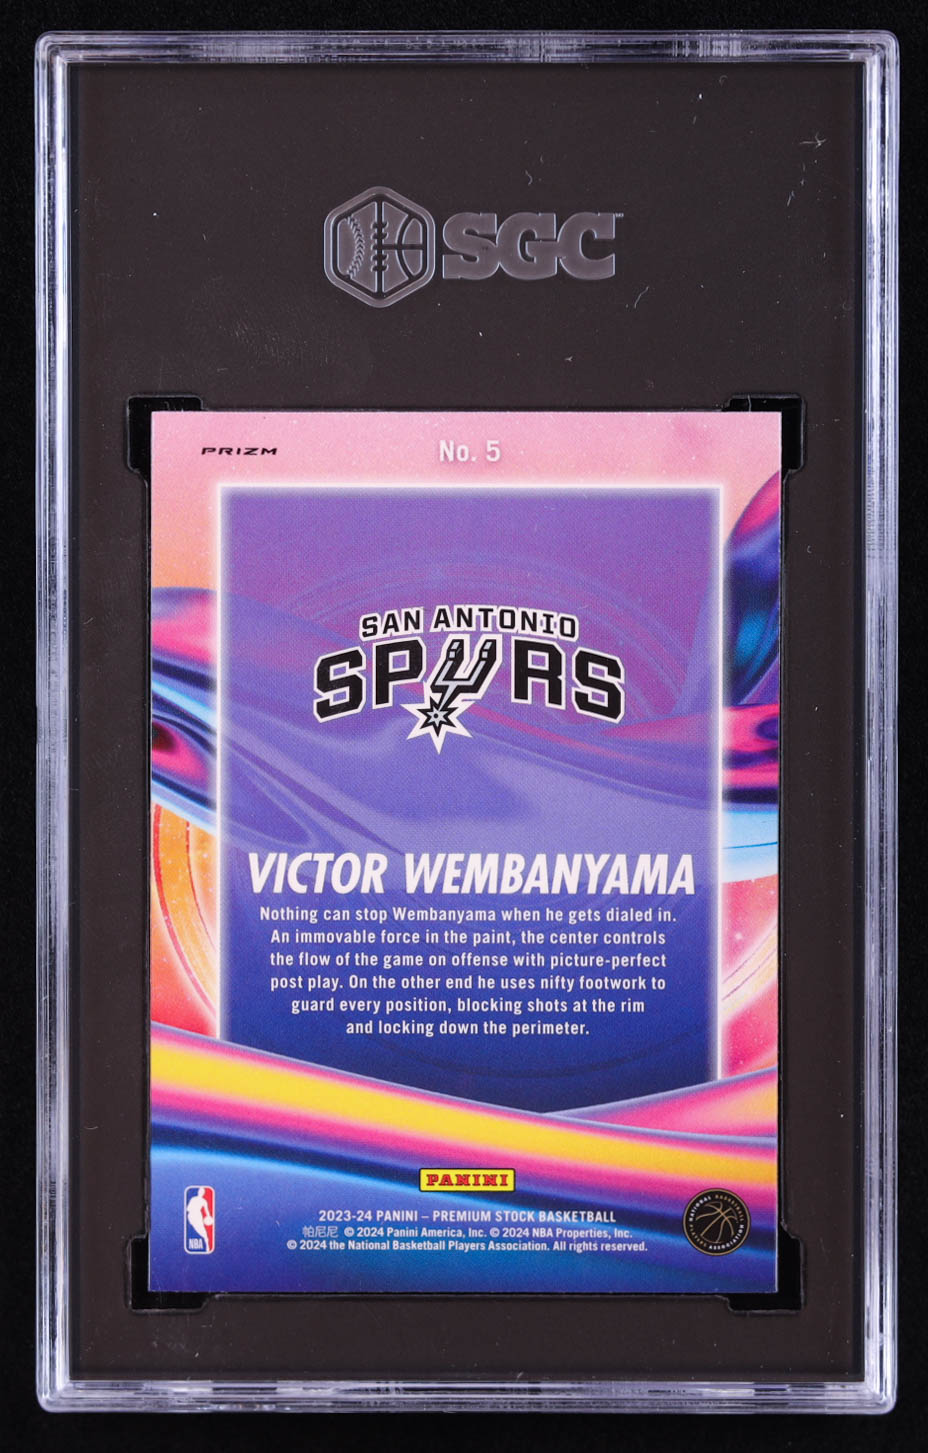 SGC
PRIZM
No. 5
SAN ANTONIO
SPURS
VICTOR WEMBANYAMA
Nothing can stop Wembanyama when he gets dialed in.
An immovable force in the paint, the center controls
the flow of the game on offense with picture-perfect
post play. On the other end he uses nifty footwork to
guard every position, blocking shots at the rim
and locking down the perimeter.
PANINI
2023-24 PANINI – PREMIUM STOCK BASKETBALL
帕尼尼 © 2024 Panini America, Inc. © 2024 NBA Properties, Inc.
© 2024 the National Basketball Players Association. All rights reserved.
NBA
NATIONAL BASKETBALL
PLAYERS ASSOCIATION